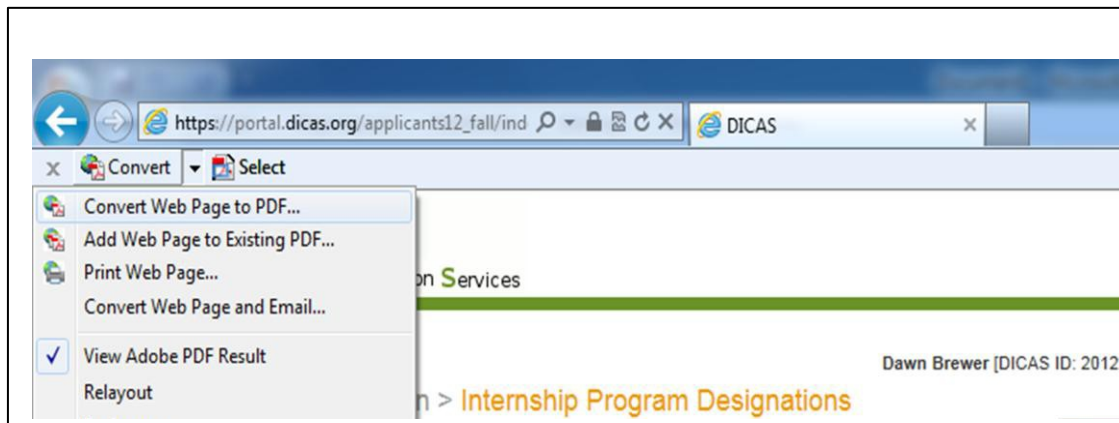 https://portal.dicas.org/applicants12_fall/ind
DICAS
Convert
Select
Convert Web Page to PDF...
Add Web Page to Existing PDF...
Print Web Page...
Services
Convert Web Page and Email...
View Adobe PDF Result
Dawn Brewer [DICAS ID: 2012
Relayout
> Internship Program Designations